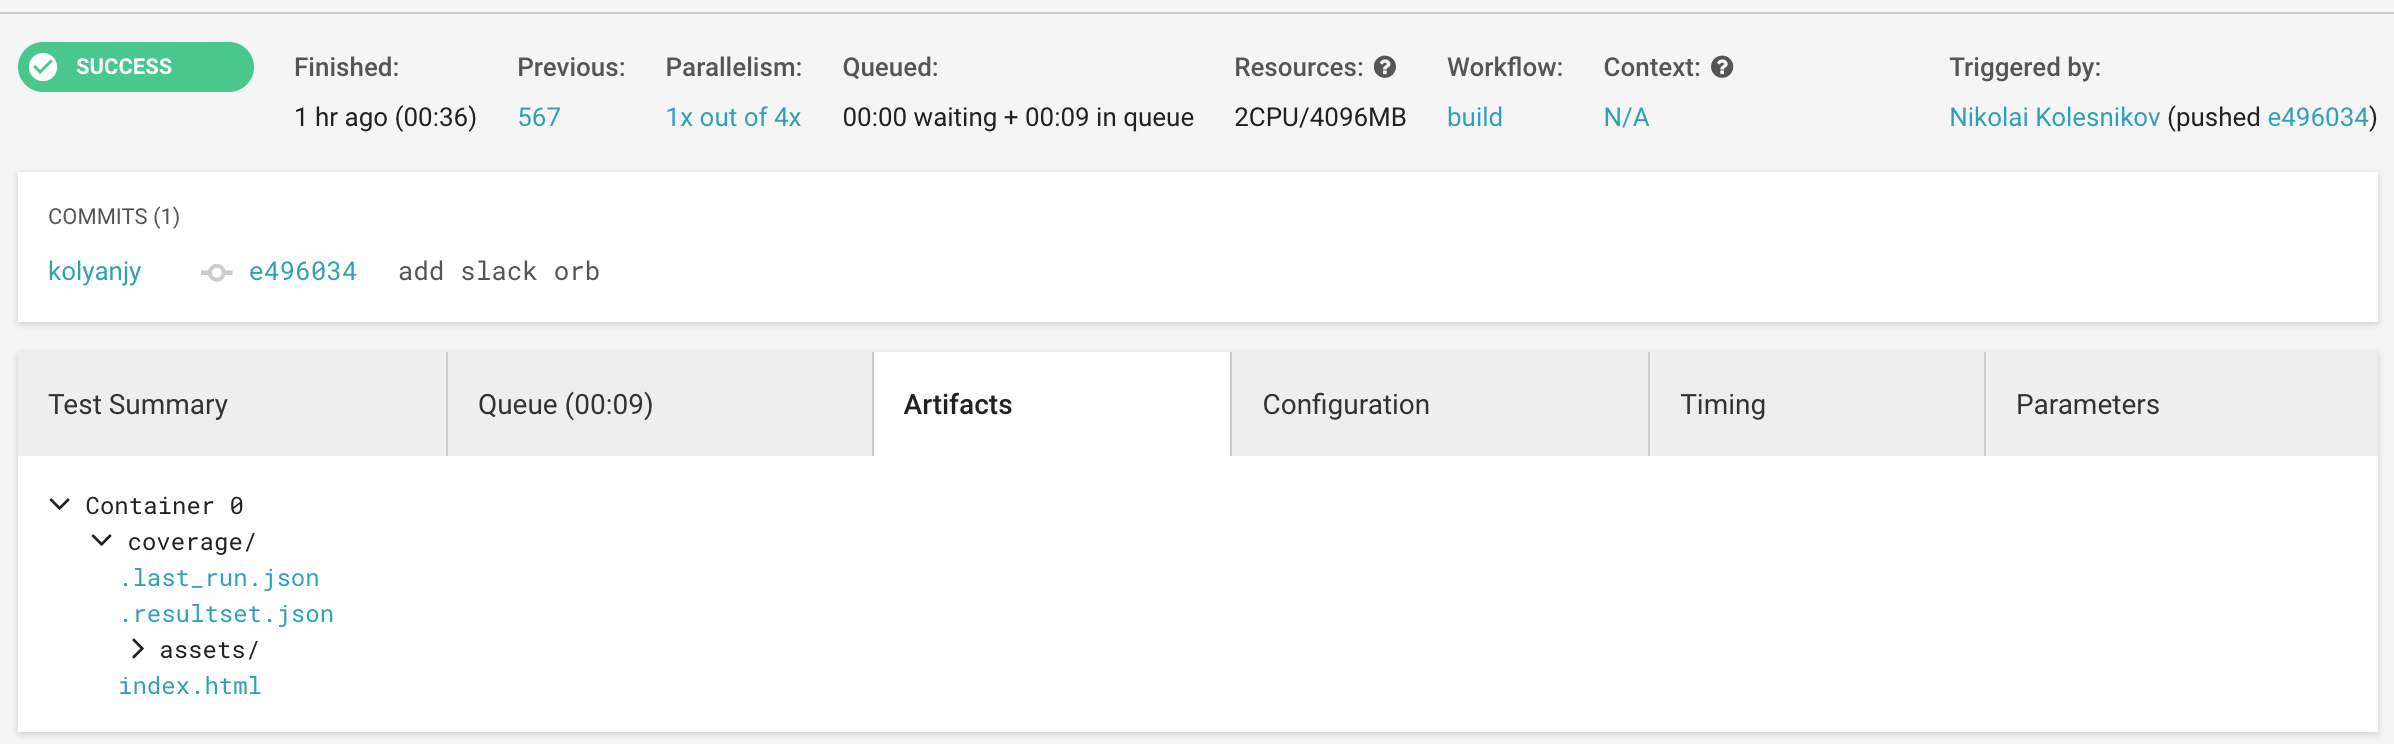 SUCCESS
Finished: Previous: Parallelism: Queued: Resources: Workflow: Context: Triggered by:
1 hr ago (00:36) 567 1x out of 4x 00:00 waiting + 00:09 in queue 2CPU/4096MB build N/A Nikolai Kolesnikov (pushed e496034)
COMMITS (1)
kolyanjy e496034 add slack orb
Test Summary Queue (00:09) Artifacts Configuration Timing Parameters
Container 0
coverage/
.last_run.json
.resultset.json
assets/
index.html